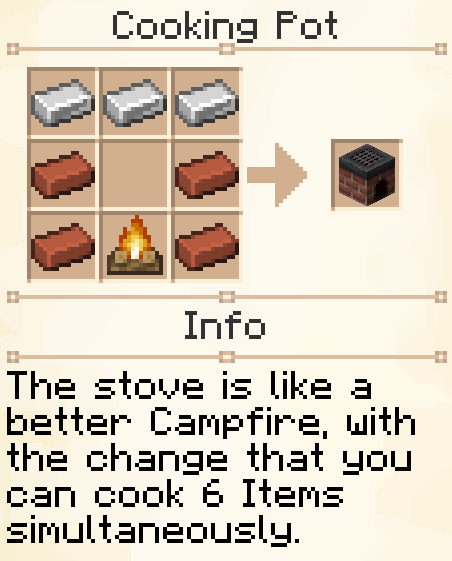 Cooking Pot
Info
The stove is like a
better Campfire, with
the change that you
can cook 6 Items
simultaneously.